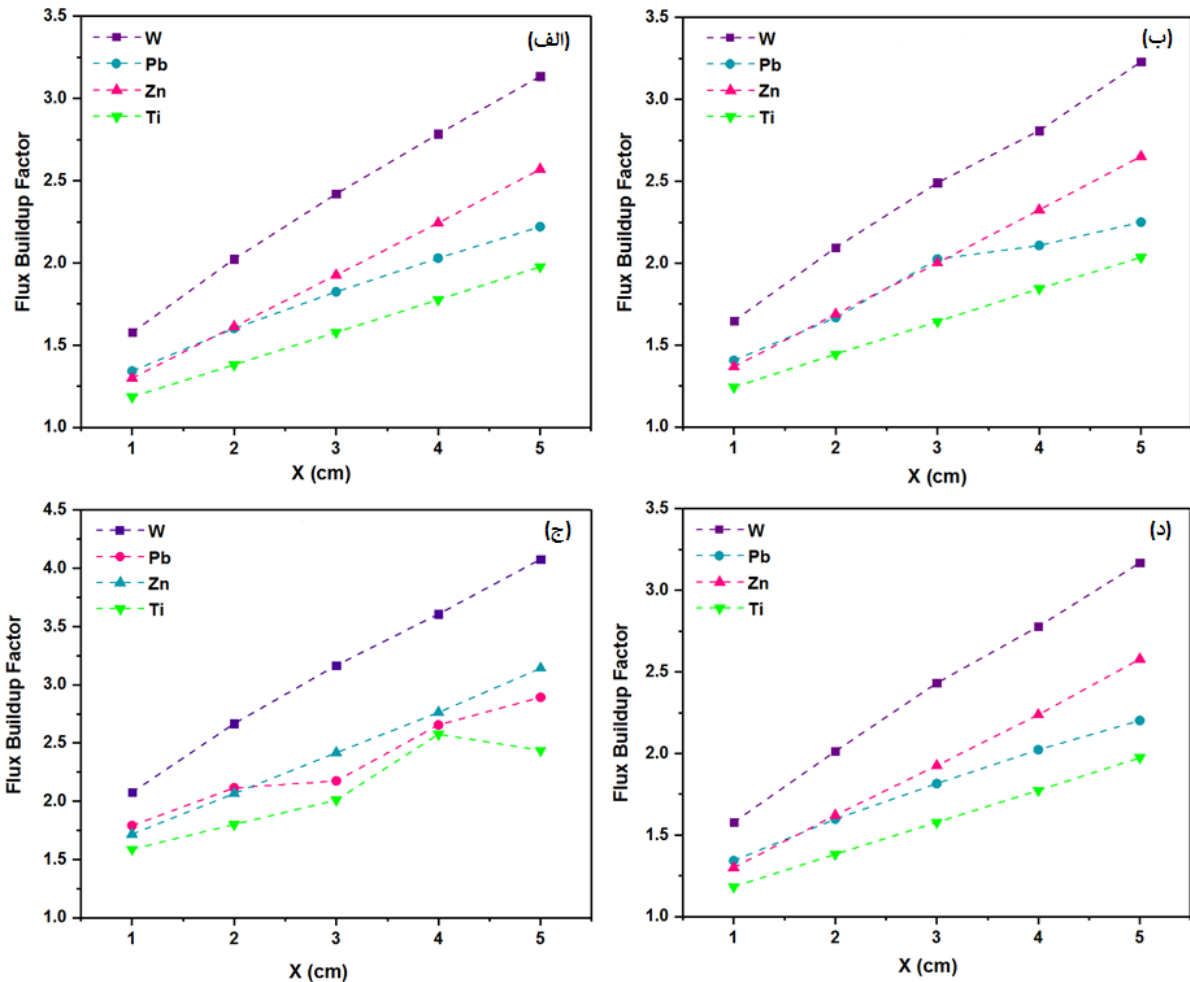 (الف)
W
Pb
Zn
Ti
3.5
3.0
2.5
2.0
1.5
1.0
Flux Buildup Factor
1 2 3 4 5
X (cm)
(ب)
W
Pb
Zn
Ti
3.5
3.0
2.5
2.0
1.5
1.0
Flux Buildup Factor
1 2 3 4 5
X (cm)
(ج)
W
Pb
Zn
Ti
4.5
4.0
3.5
3.0
2.5
2.0
1.5
1.0
Flux Buildup Factor
1 2 3 4 5
X (cm)
(د)
W
Pb
Zn
Ti
3.5
3.0
2.5
2.0
1.5
1.0
Flux Buildup Factor
1 2 3 4 5
X (cm)